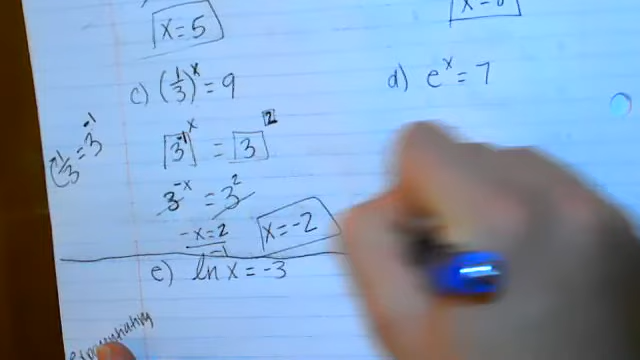 x=5
c) (1/3)^x = 9
3^-1^x = 3^2
1/3 = 3^-1
3^-x = 3^2
-x=2
-1
x=-2
d) e^x = 7
e) ln x = -3